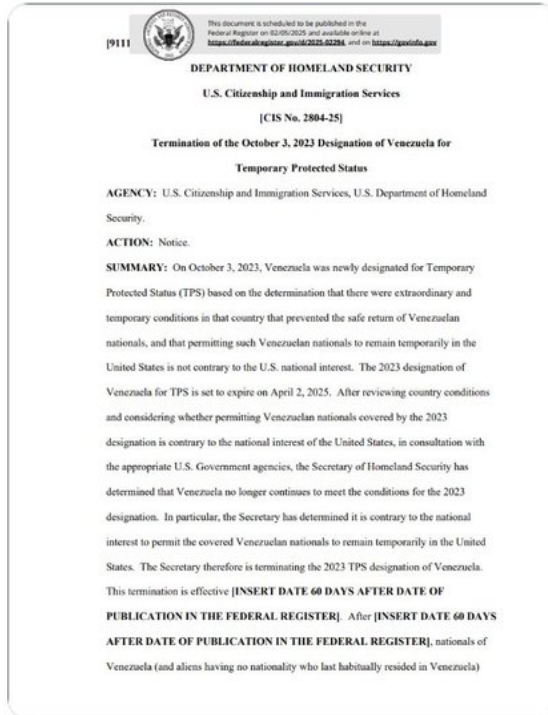 This document is scheduled to be published in the
Federal Register on 02/05/2025 and available online at
https://federalregister.gov/d/2025-02294, and on https://govinfo.gov
[9111
DEPARTMENT OF HOMELAND SECURITY
U.S. Citizenship and Immigration Services
[CIS No. 2804-25]
Termination of the October 3, 2023 Designation of Venezuela for
Temporary Protected Status
AGENCY: U.S. Citizenship and Immigration Services, U.S. Department of Homeland
Security.
ACTION: Notice.
SUMMARY: On October 3, 2023, Venezuela was newly designated for Temporary
Protected Status (TPS) based on the determination that there were extraordinary and
temporary conditions in that country that prevented the safe return of Venezuelan
nationals, and that permitting such Venezuelan nationals to remain temporarily in the
United States is not contrary to the U.S. national interest. The 2023 designation of
Venezuela for TPS is set to expire on April 2, 2025. After reviewing country conditions
and considering whether permitting Venezuelan nationals covered by the 2023
designation is contrary to the national interest of the United States, in consultation with
the appropriate U.S. Government agencies, the Secretary of Homeland Security has
determined that Venezuela no longer continues to meet the conditions for the 2023
designation. In particular, the Secretary has determined it is contrary to the national
interest to permit the covered Venezuelan nationals to remain temporarily in the United
States. The Secretary therefore is terminating the 2023 TPS designation of Venezuela.
This termination is effective [INSERT DATE 60 DAYS AFTER DATE OF
PUBLICATION IN THE FEDERAL REGISTER]. After [INSERT DATE 60 DAYS
AFTER DATE OF PUBLICATION IN THE FEDERAL REGISTER], nationals of
Venezuela (and aliens having no nationality who last habitually resided in Venezuela)